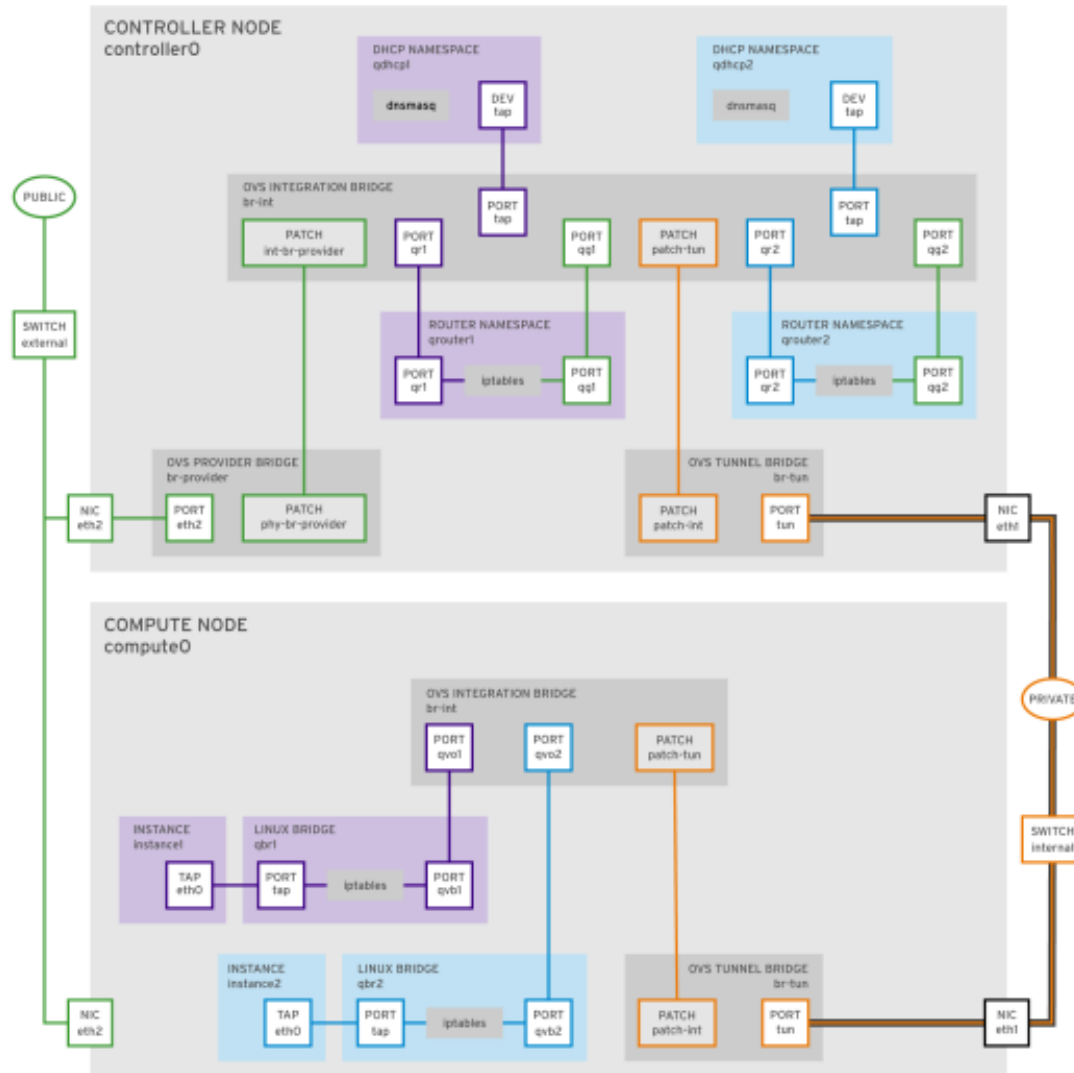 CONTROLLER NODE
controller0
DHCP NAMESPACE
qdhcp1
dnsmasq
DEV
tap
DHCP NAMESPACE
qdhcp2
dnsmasq
DEV
tap
PUBLIC
OVS INTEGRATION BRIDGE
br-int
PATCH
int-br-provider
PORT
qr1
PORT
tap
PORT
qg1
PATCH
patch-tun
PORT
qr2
PORT
tap
PORT
qg2
SWITCH
external
ROUTER NAMESPACE
qrouter1
PORT
qr1
iptables
PORT
qg1
ROUTER NAMESPACE
qrouter2
PORT
qr2
iptables
PORT
qg2
OVS PROVIDER BRIDGE
br-provider
NIC
eth2
PORT
eth2
PATCH
phy-br-provider
OVS TUNNEL BRIDGE
br-tun
PATCH
patch-int
PORT
tun
NIC
eth1
COMPUTE NODE
compute0
OVS INTEGRATION BRIDGE
br-int
PORT
qvo1
PORT
qvo2
PATCH
patch-tun
PRIVATE
SWITCH
internal
INSTANCE
instance1
TAP
eth0
LINUX BRIDGE
qbr1
PORT
tap
iptables
PORT
qvb1
INSTANCE
instance2
TAP
eth0
LINUX BRIDGE
qbr2
PORT
tap
iptables
PORT
qvb2
OVS TUNNEL BRIDGE
br-tun
PATCH
patch-int
PORT
tun
NIC
eth1
NIC
eth2